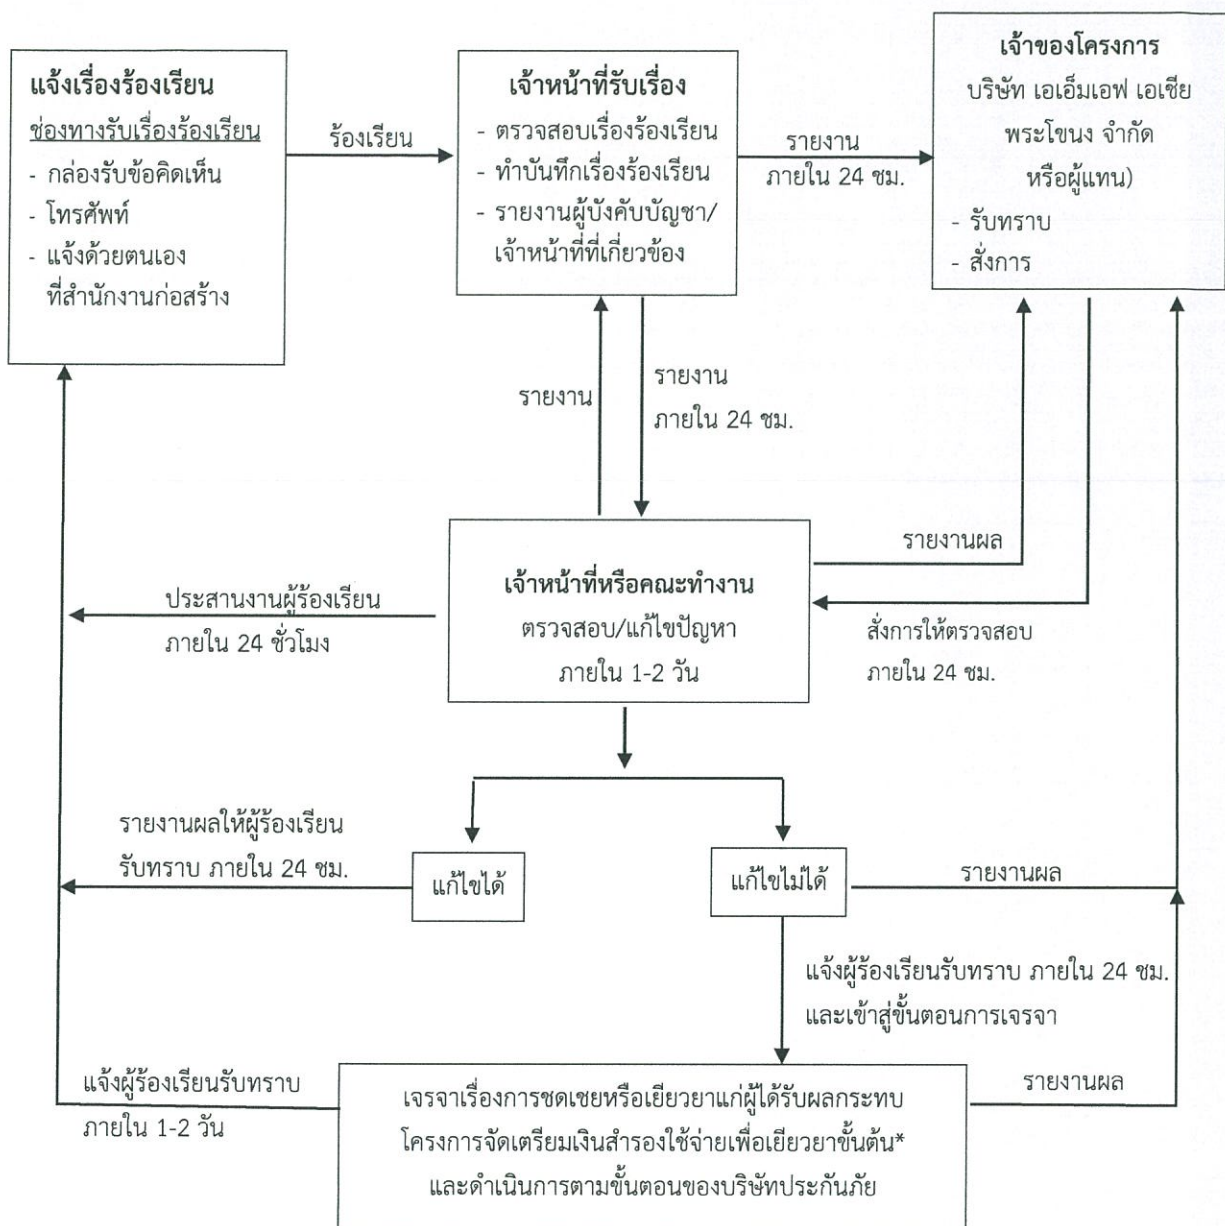 แจ้งเรื่องร้องเรียน
ช่องทางรับเรื่องร้องเรียน
- กล่องรับข้อคิดเห็น
- โทรศัพท์
- แจ้งด้วยตนเอง
ที่สำนักงานก่อสร้าง
ร้องเรียน
เจ้าหน้าที่รับเรื่อง
- ตรวจสอบเรื่องร้องเรียน
- ทำบันทึกเรื่องร้องเรียน
- รายงานผู้บังคับบัญชา/
เจ้าหน้าที่ที่เกี่ยวข้อง
รายงาน
ภายใน 24 ชม.
เจ้าของโครงการ
บริษัท เอเอ็มเอฟ เอเชีย
พระโขนง จำกัด
หรือผู้แทน)
- รับทราบ
- สั่งการ
รายงาน
รายงาน
ภายใน 24 ชม.
เจ้าหน้าที่หรือคณะทำงาน
ตรวจสอบ/แก้ไขปัญหา
ภายใน 1-2 วัน
รายงานผล
สั่งการให้ตรวจสอบ
ภายใน 24 ชม.
ประสานงานผู้ร้องเรียน
ภายใน 24 ชั่วโมง
รายงานผลให้ผู้ร้องเรียน
รับทราบ ภายใน 24 ชม.
แก้ไขได้
แก้ไขไม่ได้
รายงานผล
แจ้งผู้ร้องเรียนรับทราบ ภายใน 24 ชม.
และเข้าสู่ขั้นตอนการเจรจา
แจ้งผู้ร้องเรียนรับทราบ
ภายใน 1-2 วัน
เจรจาเรื่องการชดเชยหรือเยียวยาแก่ผู้ได้รับผลกระทบ
โครงการจัดเตรียมเงินสำรองใช้จ่ายเพื่อเยียวยาขั้นต้น*
และดำเนินการตามขั้นตอนของบริษัทประกันภัย
รายงานผล